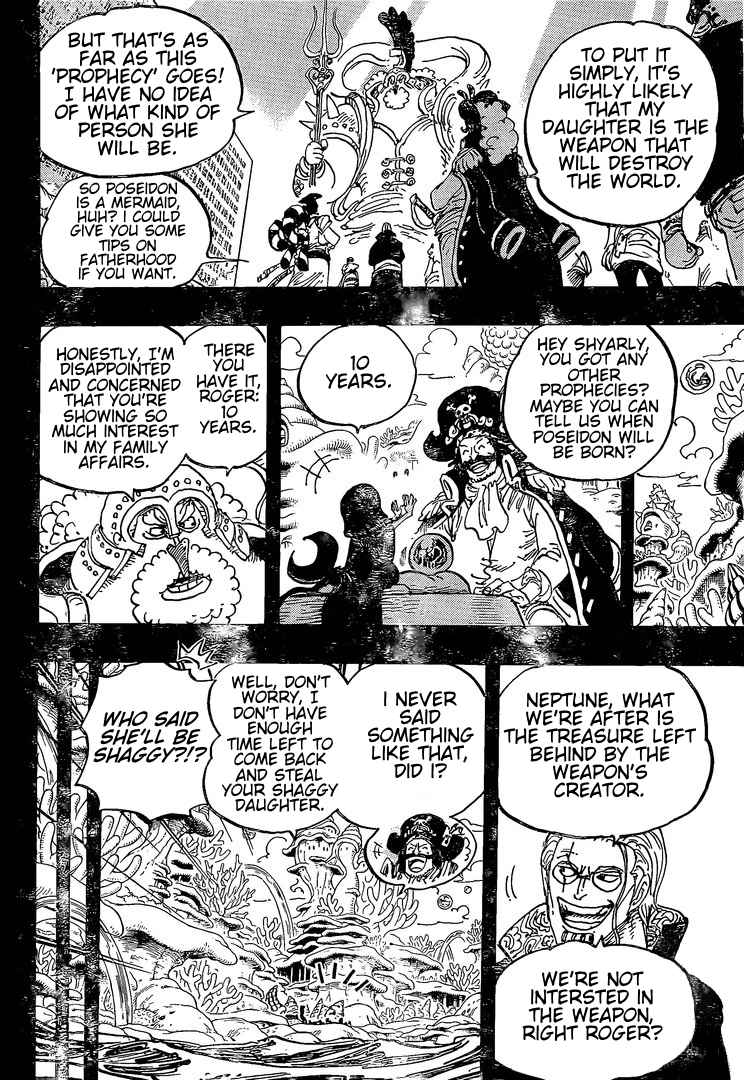 TO PUT IT
SIMPLY, IT'S
HIGHLY LIKELY
THAT MY
DAUGHTER IS THE
WEAPON THAT
WILL DESTROY
THE WORLD.
BUT THAT'S AS
FAR AS THIS
'PROPHECY' GOES!
I HAVE NO IDEA
OF WHAT KIND OF
PERSON SHE
WILL BE.
SO POSEIDON
IS A MERMAID,
HUH? I COULD
GIVE YOU SOME
TIPS ON
FATHERHOOD
IF YOU WANT.
HEY SHYARLY,
YOU GOT ANY
OTHER
PROPHECIES?
MAYBE YOU CAN
TELL US WHEN
POSEIDON WILL
BE BORN?
10
YEARS.
THERE
YOU
HAVE IT,
ROGER:
10
YEARS.
HONESTLY, I'M
DISAPPOINTED
AND CONCERNED
THAT YOU'RE
SHOWING SO
MUCH INTEREST
IN MY FAMILY
AFFAIRS.
NEPTUNE, WHAT
WE'RE AFTER IS
THE TREASURE LEFT
BEHIND BY THE
WEAPON'S
CREATOR.
WE'RE NOT
INTERSTED IN
THE WEAPON,
RIGHT ROGER?
I NEVER
SAID
SOMETHING
LIKE THAT,
DID I?
WELL, DON'T
WORRY, I
DON'T HAVE
ENOUGH
TIME LEFT TO
COME BACK
AND STEAL
YOUR SHAGGY
DAUGHTER.
WHO SAID
SHE'LL BE
SHAGGY?!?